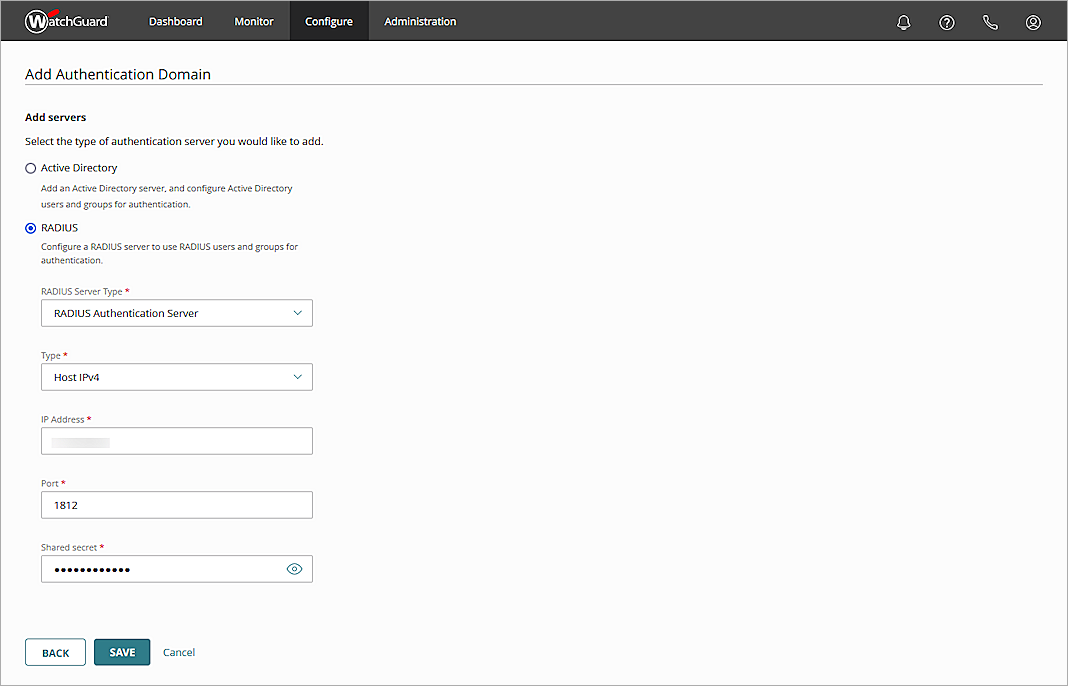 WatchGuard Dashboard Monitor Configure Administration
Add Authentication Domain
Add servers
Select the type of authentication server you would like to add.
Active Directory
Add an Active Directory server, and configure Active Directory
users and groups for authentication.
RADIUS
Configure a RADIUS server to use RADIUS users and groups for
authentication.
RADIUS Server Type *
RADIUS Authentication Server
Type *
Host IPv4
IP Address *
Port *
1812
Shared secret *
••••••••••••
BACK SAVE Cancel